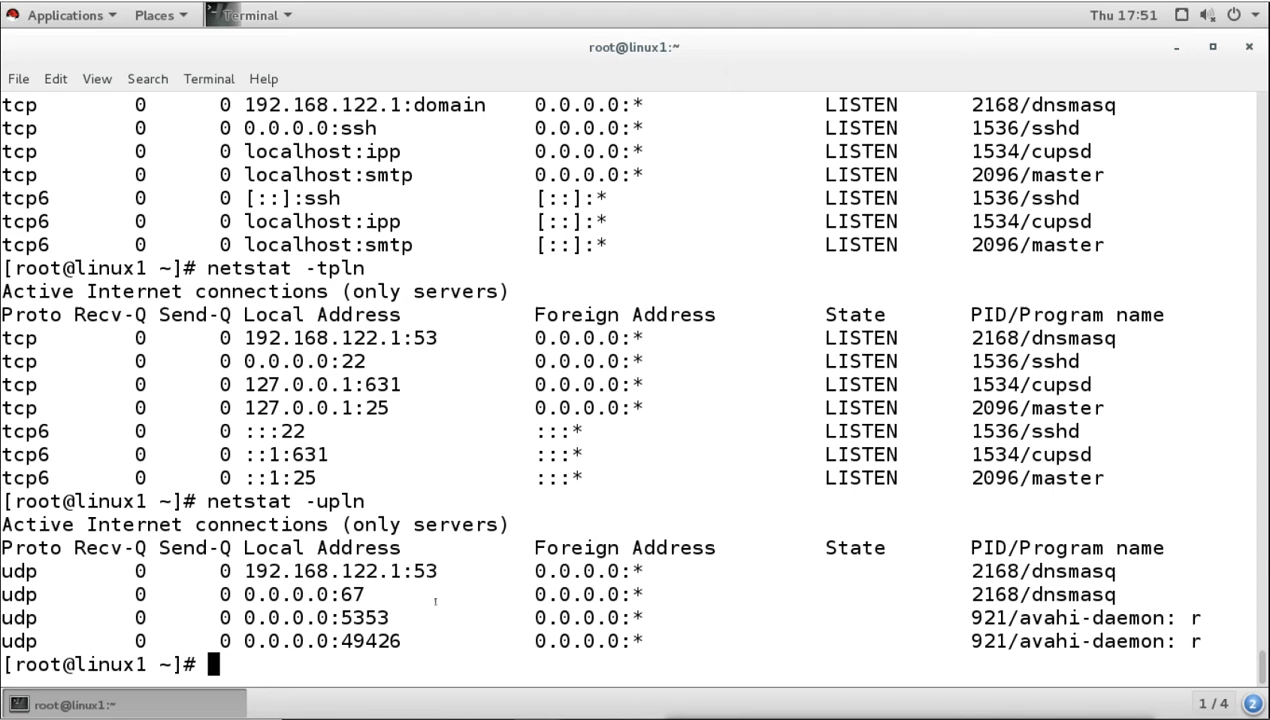 Applications Places Terminal Thu 17:51
root@linux1:~
File Edit View Search Terminal Help
tcp 0 0 192.168.122.1:domain 0.0.0.0:* LISTEN 2168/dnsmasq
tcp 0 0 0.0.0.0:ssh 0.0.0.0:* LISTEN 1536/sshd
tcp 0 0 localhost:ipp 0.0.0.0:* LISTEN 1534/cupsd
tcp 0 0 localhost:smtp 0.0.0.0:* LISTEN 2096/master
tcp6 0 0 [::]:ssh [::]:* LISTEN 1536/sshd
tcp6 0 0 localhost:ipp [::]:* LISTEN 1534/cupsd
tcp6 0 0 localhost:smtp [::]:* LISTEN 2096/master
[root@linux1 ~]# netstat -tpln
Active Internet connections (only servers)
Proto Recv-Q Send-Q Local Address Foreign Address State PID/Program name
tcp 0 0 192.168.122.1:53 0.0.0.0:* LISTEN 2168/dnsmasq
tcp 0 0 0.0.0.0:22 0.0.0.0:* LISTEN 1536/sshd
tcp 0 0 127.0.0.1:631 0.0.0.0:* LISTEN 1534/cupsd
tcp 0 0 127.0.0.1:25 0.0.0.0:* LISTEN 2096/master
tcp6 0 0 :::22 :::* LISTEN 1536/sshd
tcp6 0 0 ::1:631 :::* LISTEN 1534/cupsd
tcp6 0 0 ::1:25 :::* LISTEN 2096/master
[root@linux1 ~]# netstat -upln
Active Internet connections (only servers)
Proto Recv-Q Send-Q Local Address Foreign Address State PID/Program name
udp 0 0 192.168.122.1:53 0.0.0.0:* 2168/dnsmasq
udp 0 0 0.0.0.0:67 0.0.0.0:* 2168/dnsmasq
udp 0 0 0.0.0.0:5353 0.0.0.0:* 921/avahi-daemon: r
udp 0 0 0.0.0.0:49426 0.0.0.0:* 921/avahi-daemon: r
[root@linux1 ~]#
root@linux1:~ 1 / 4 2